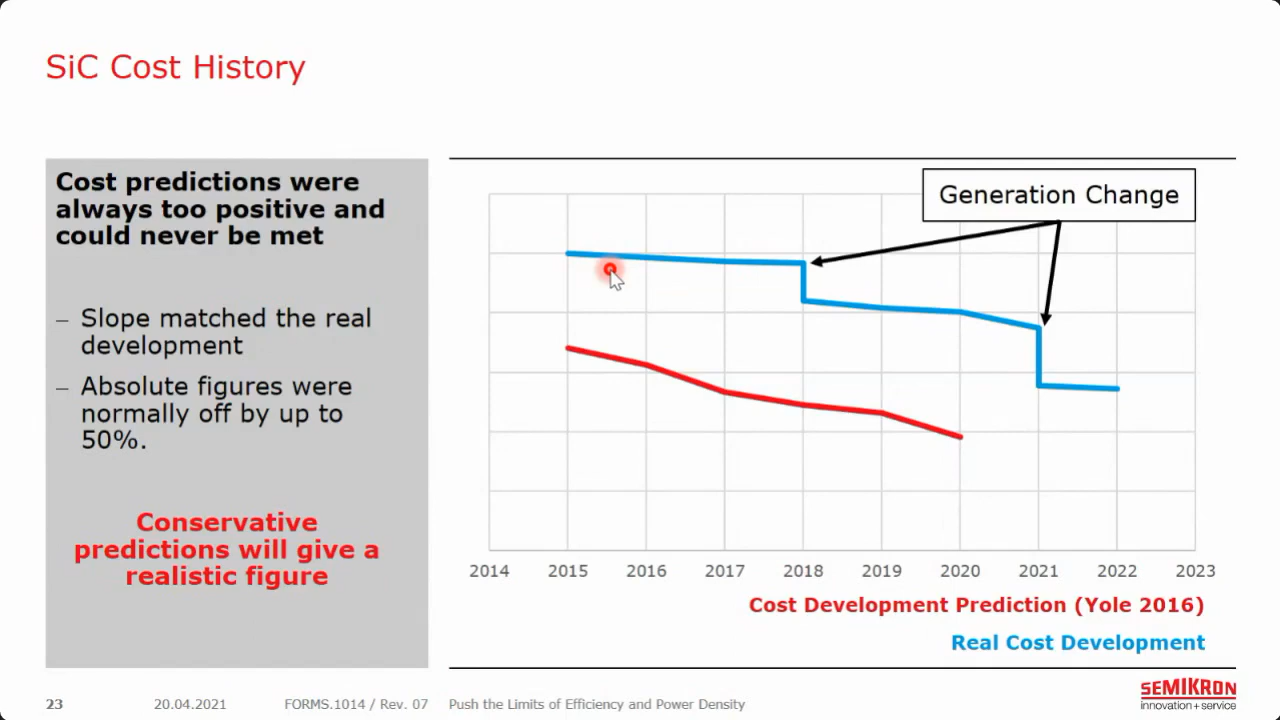 SiC Cost History
Cost predictions were
always too positive and
could never be met
– Slope matched the real
development
– Absolute figures were
normally off by up to
50%.
Conservative
predictions will give a
realistic figure
Generation Change
2014 2015 2016 2017 2018 2019 2020 2021 2022 2023
Cost Development Prediction (Yole 2016)
Real Cost Development
23 20.04.2021 FORMS.1014 / Rev. 07 Push the Limits of Efficiency and Power Density
SEMIKRON
innovation+service